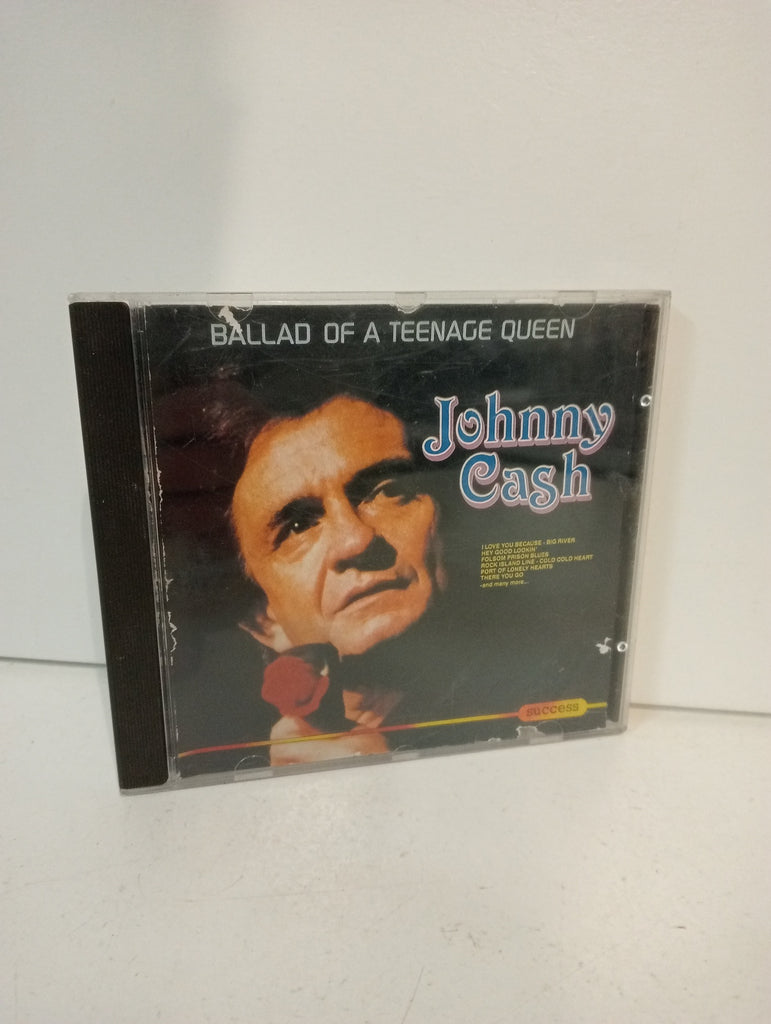 BALLAD OF A TEENAGE QUEEN
Johnny
Cash
I LOVE YOU BECAUSE - BIG RIVER
HEY GOOD LOOKIN'
FOLSOM PRISON BLUES
ROCK ISLAND LINE - COLD COLD HEART
PORT OF LONELY HEARTS
THERE YOU GO
-and many more...
success